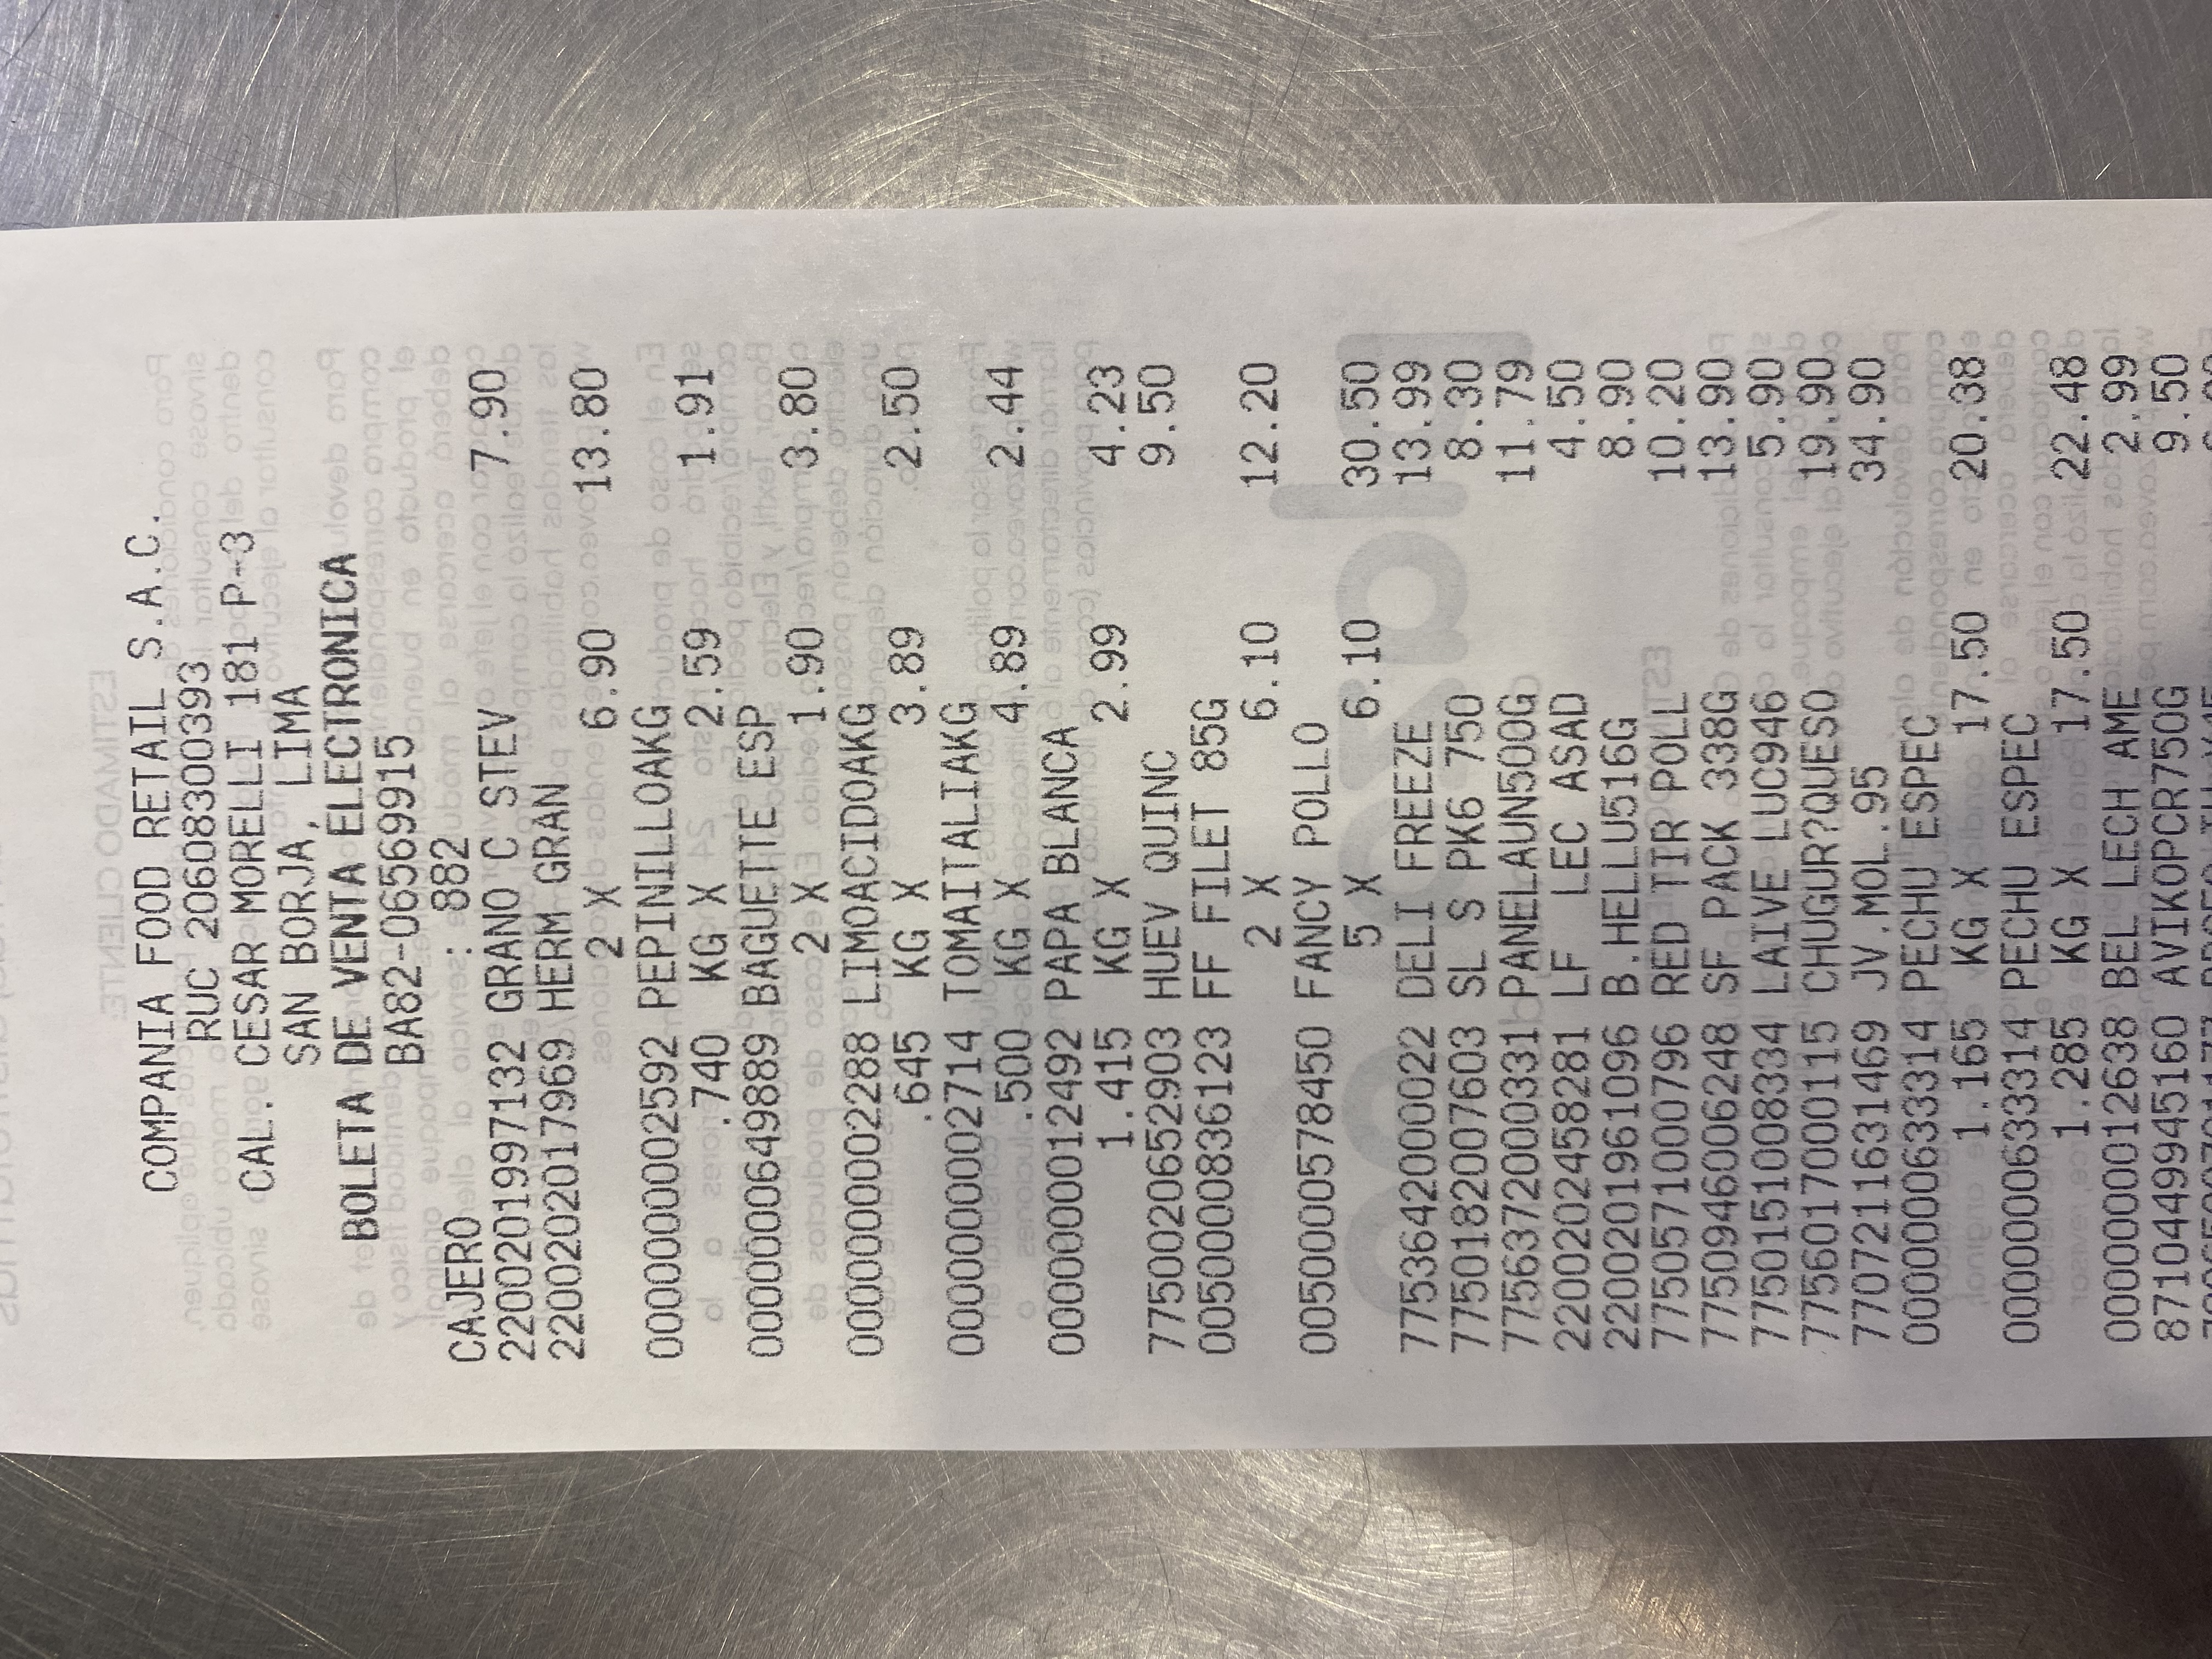 COMPANIA FOOD RETAIL S.A.C.
RUC 20608300393
CAL. CESAR MORELLI 181 P-3
SAN BORJA, LIMA
BOLETA DE VENTA ELECTRONICA
BA82-06569915
CAJERO : 882
2200201997132 GRANO C STEV 7.90
2200202017969 HERM GRAN
2 X 6.90 13.80
0000000002592 PEPINILLOAKG
.740 KG X 2.59 1.91
0000000649889 BAGUETTE ESP
2 X 1.90 3.80
0000000002288 LIMOACIDOAKG
.645 KG X 3.89 2.50
0000000002714 TOMAITALIAKG
.500 KG X 4.89 2.44
0000000012492 PAPA BLANCA
1.415 KG X 2.99 4.23
7750020652903 HUEV QUINC 9.50
0050000836123 FF FILET 85G
2 X 6.10 12.20
0050000578450 FANCY POLLO
5 X 6.10 30.50
7753642000022 DELI FREEZE 13.99
7750182007603 SL S PK6 750 8.30
7756372000331 PANELAUN500G 11.79
2200202458281 LF LEC ASAD 4.50
2200201961096 B.HELLU516G 8.90
7750571000796 RED TIR POLL 10.20
7750946006248 SF PACK 338G 13.90
7750151008334 LAIVE LUC946 5.90
7756017000115 CHUGUR?QUESO 19.90
7707211631469 JV.MOL.95 34.90
0000000633314 PECHU ESPEC
1.165 KG X 17.50 20.38
0000000633314 PECHU ESPEC
1.285 KG X 17.50 22.48
0000000012638 BEL LECH AME 2.99
8710449945160 AVIKOPCR750G 9.50